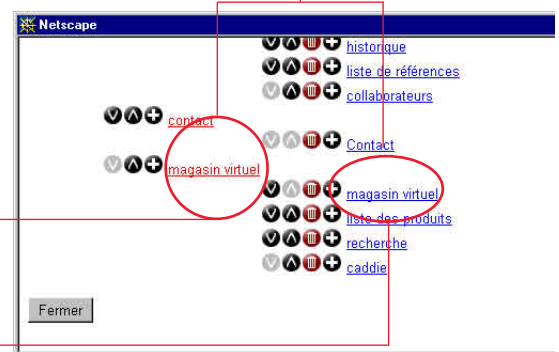 Netscape
historique
liste de références
collaborateurs
contact
Contact
magasin virtuel
magasin virtuel
liste des produits
recherche
caddie
Fermer